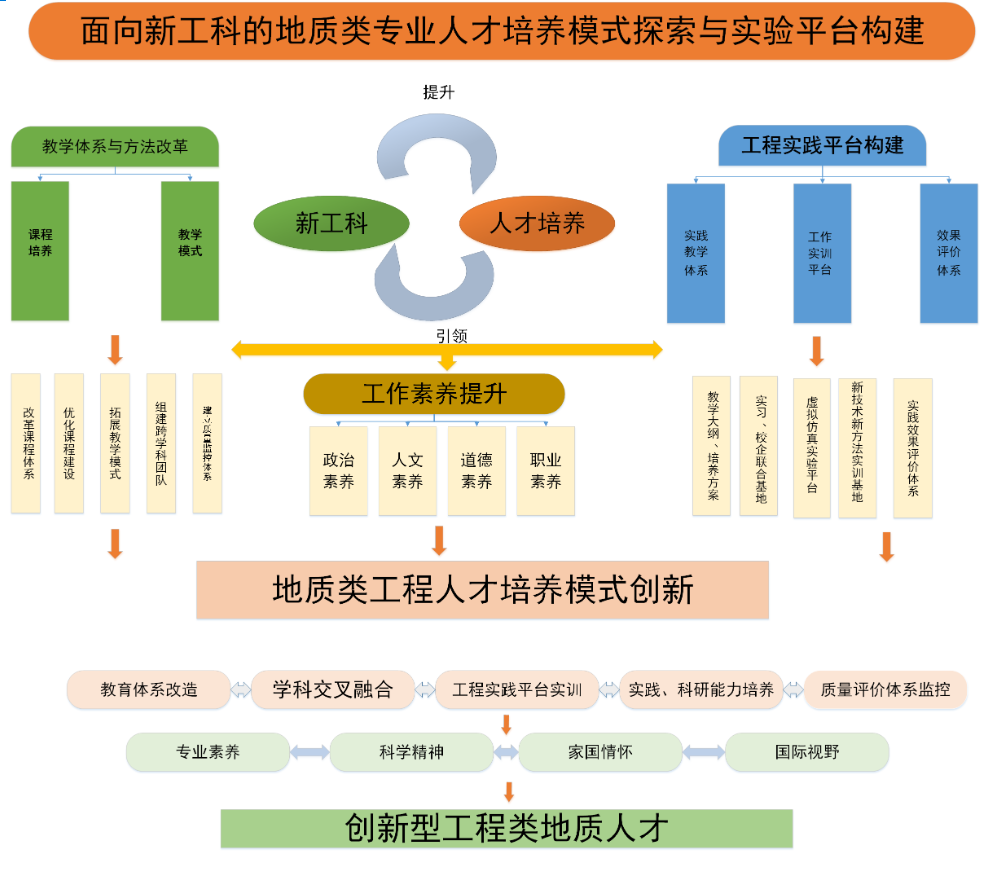 面向新工科的地质类专业人才培养模式探索与实验平台构建
提升
教学体系与方法改革
工程实践平台构建
新工科
人才培养
课程
培养
教学
模式
实践
教学
体系
工作
实训
平台
效果
评价
体系
引领
工作素养提升
改革课程体系
优化课程建设
拓展教学模式
组建跨学科团队
建立质量监控体系
政治
素养
人文
素养
道德
素养
职业
素养
教学大纲、培养方案
实习、校企联合基地
虚拟仿真实验平台
新技术新方法实训基地
实践效果评价体系
地质类工程人才培养模式创新
教育体系改造
学科交叉融合
工程实践平台实训
实践、科研能力培养
质量评价体系监控
专业素养
科学精神
家国情怀
国际视野
创新型工程类地质人才